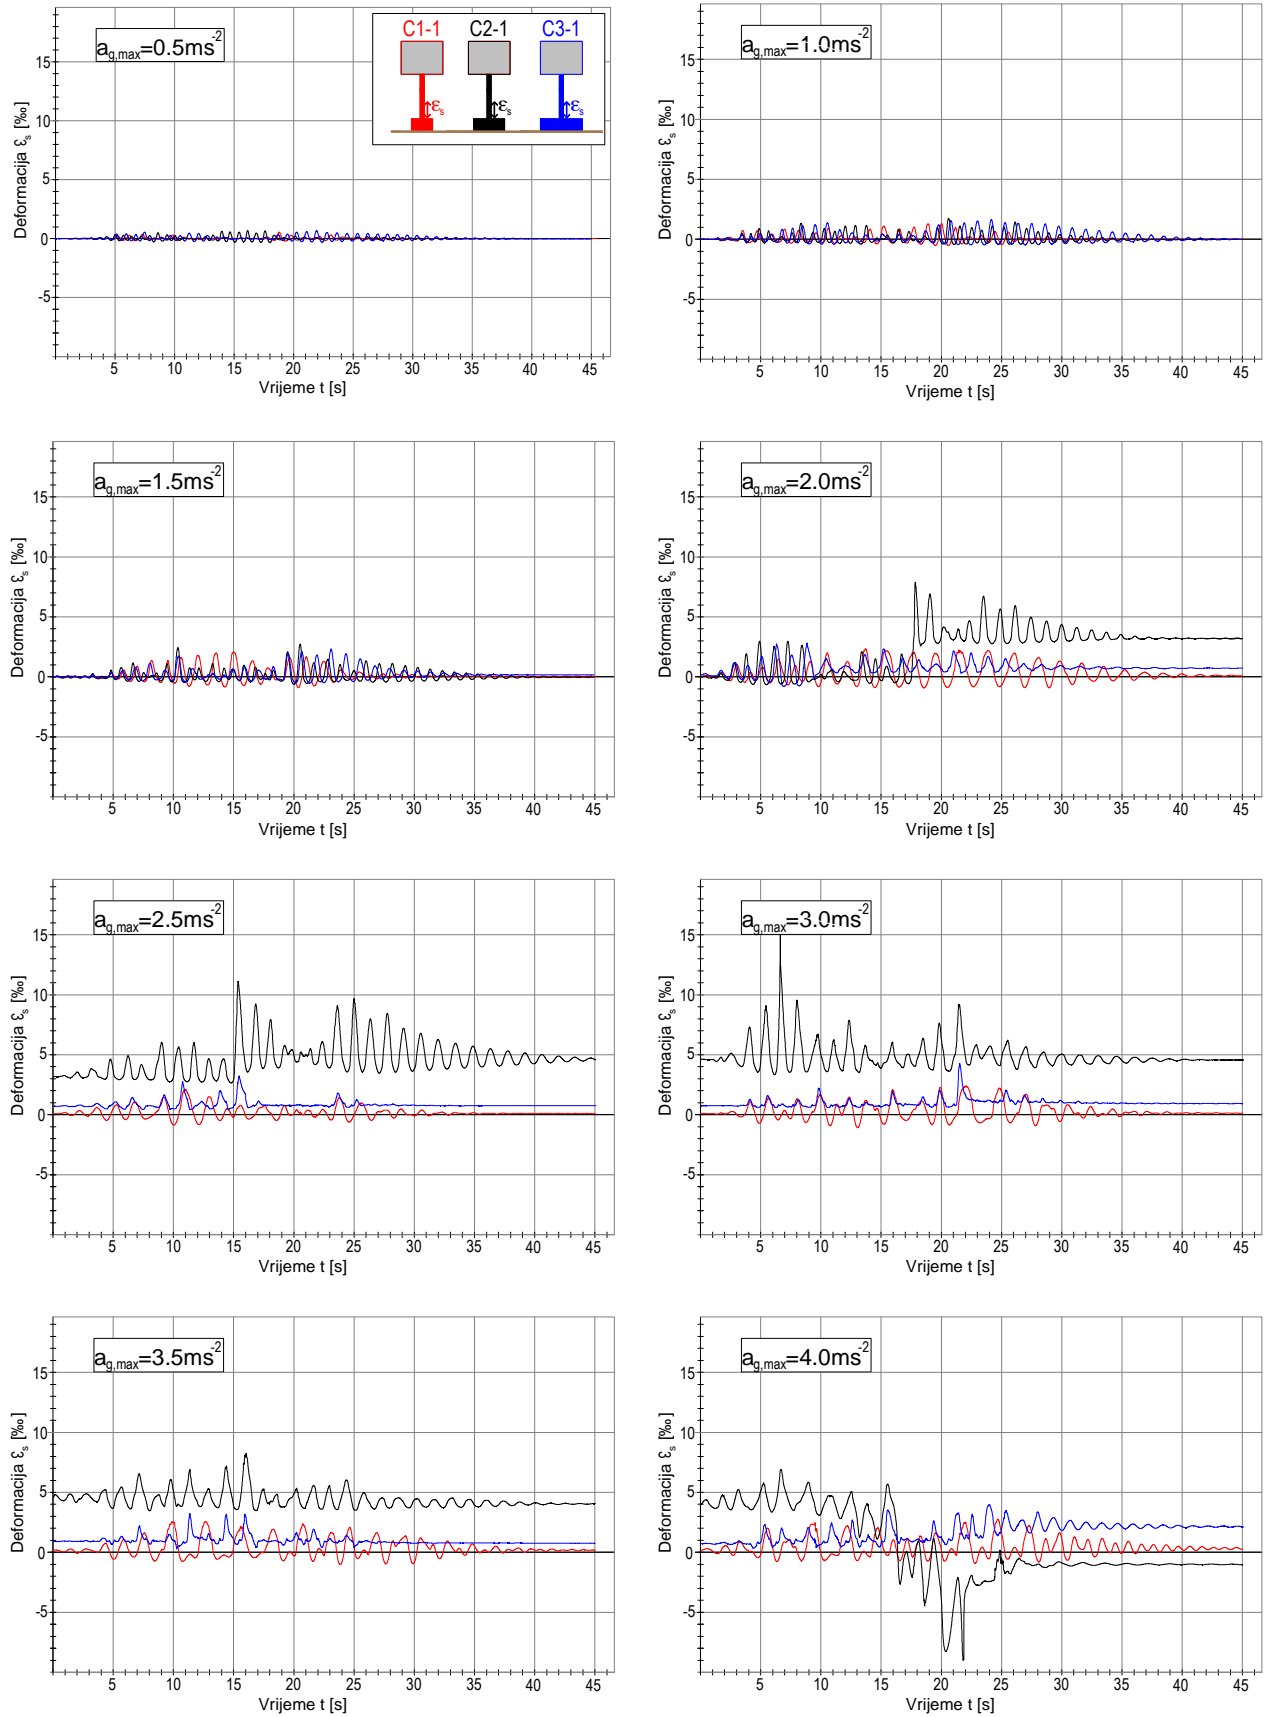 a_g,max=0.5ms^-2
C1-1 C2-1 C3-1
ε_s ε_s ε_s
Deformacija ε_s [‰]
15
10
5
0
-5
5 10 15 20 25 30 35 40 45
Vrijeme t [s]
a_g,max=1.0ms^-2
Deformacija ε_s [‰]
15
10
5
0
-5
5 10 15 20 25 30 35 40 45
Vrijeme t [s]
a_g,max=1.5ms^-2
Deformacija ε_s [‰]
15
10
5
0
-5
5 10 15 20 25 30 35 40 45
Vrijeme t [s]
a_g,max=2.0ms^-2
Deformacija ε_s [‰]
15
10
5
0
-5
5 10 15 20 25 30 35 40 45
Vrijeme t [s]
a_g,max=2.5ms^-2
Deformacija ε_s [‰]
15
10
5
0
-5
5 10 15 20 25 30 35 40 45
Vrijeme t [s]
a_g,max=3.0ms^-2
Deformacija ε_s [‰]
15
10
5
0
-5
5 10 15 20 25 30 35 40 45
Vrijeme t [s]
a_g,max=3.5ms^-2
Deformacija ε_s [‰]
15
10
5
0
-5
5 10 15 20 25 30 35 40 45
Vrijeme t [s]
a_g,max=4.0ms^-2
Deformacija ε_s [‰]
15
10
5
0
-5
5 10 15 20 25 30 35 40 45
Vrijeme t [s]